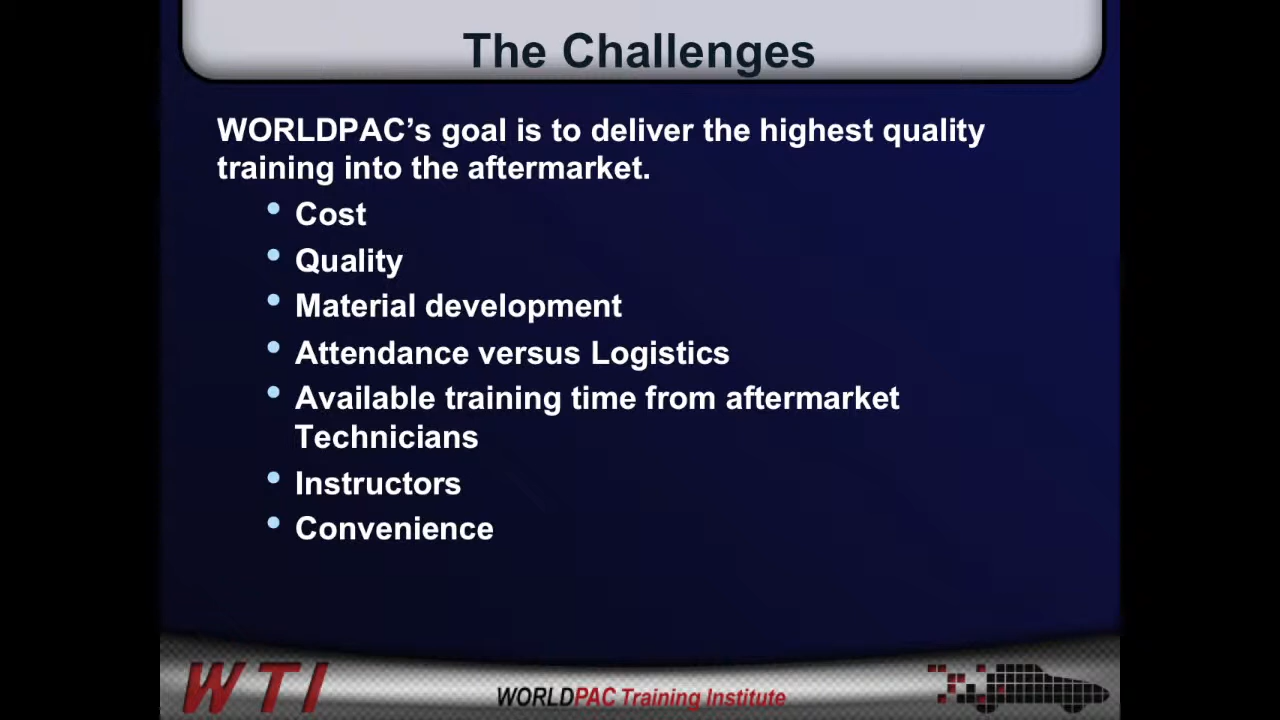 The Challenges
WORLDPAC’s goal is to deliver the highest quality
training into the aftermarket.
• Cost
• Quality
• Material development
• Attendance versus Logistics
• Available training time from aftermarket
Technicians
• Instructors
• Convenience
WTI
WORLDPAC Training Institute